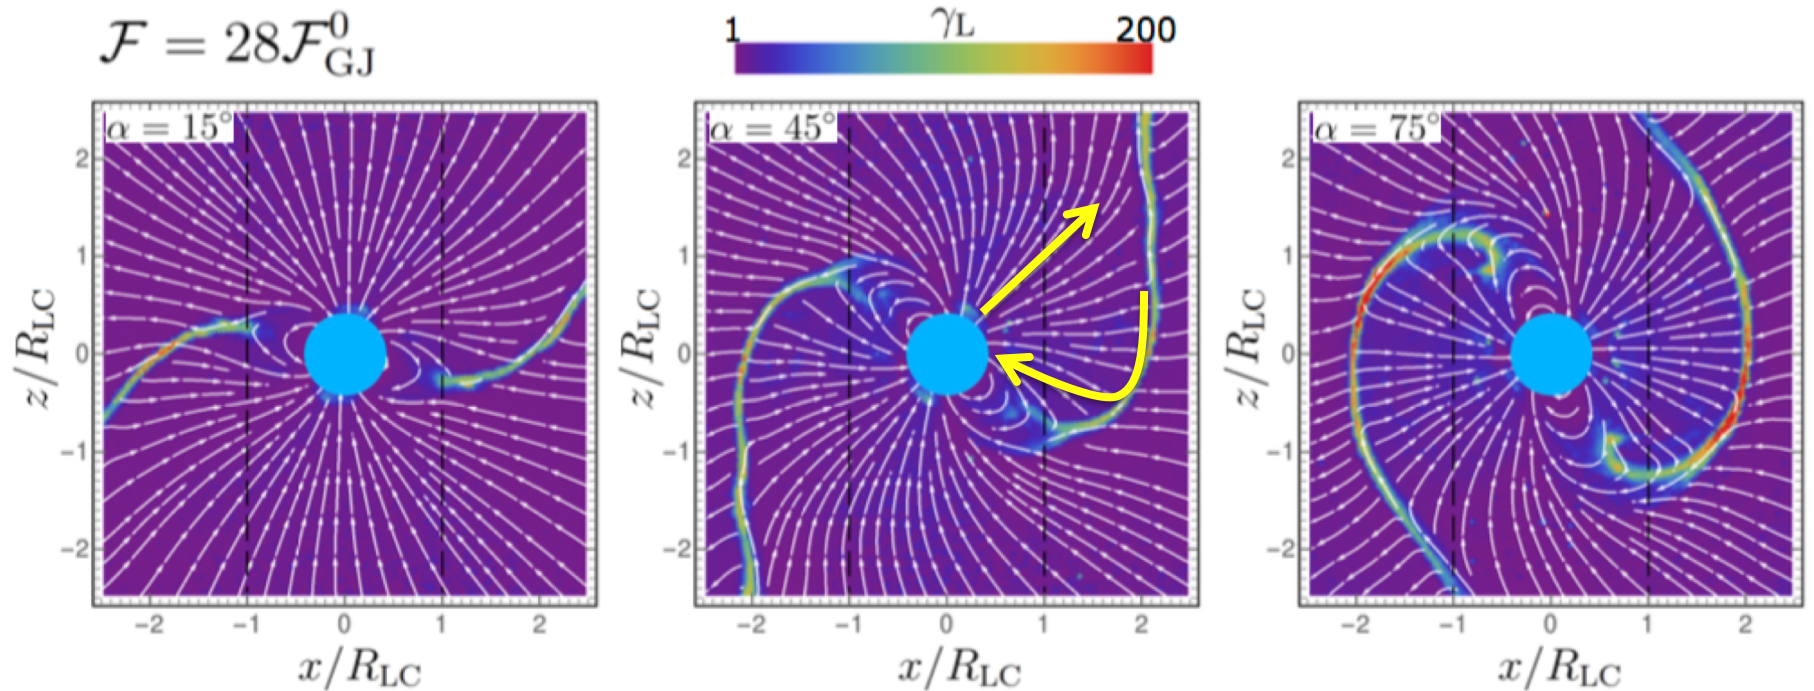 ℱ = 28ℱ⁰_GJ
1 γ_L 200
α = 15°
α = 45°
α = 75°
z/R_LC
2
1
0
−1
−2
−2 −1 0 1 2
x/R_LC
z/R_LC
2
1
0
−1
−2
−2 −1 0 1 2
x/R_LC
z/R_LC
2
1
0
−1
−2
−2 −1 0 1 2
x/R_LC